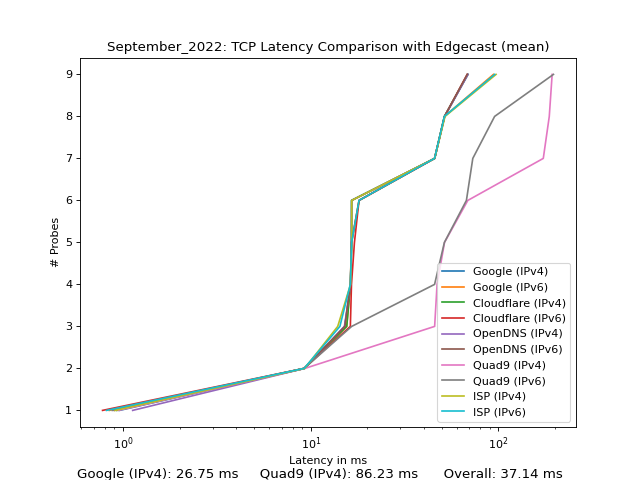 September_2022: TCP Latency Comparison with Edgecast (mean)
9
8
7
6
5
4
3
2
1
# Probes
Google (IPv4)
Google (IPv6)
Cloudflare (IPv4)
Cloudflare (IPv6)
OpenDNS (IPv4)
OpenDNS (IPv6)
Quad9 (IPv4)
Quad9 (IPv6)
ISP (IPv4)
ISP (IPv6)
10⁰ 10¹ 10²
Latency in ms
Google (IPv4): 26.75 ms Quad9 (IPv4): 86.23 ms Overall: 37.14 ms